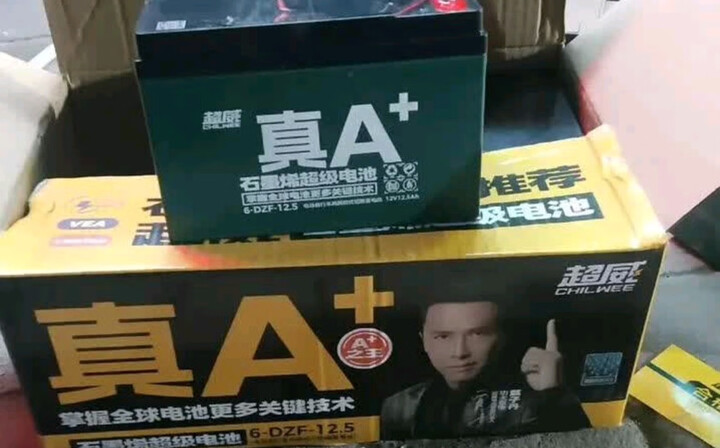 超威
CHILWEE
真A+
石墨烯超级电池
掌握全球电池更多关键技术
6-DZF-12.5
12V12.5Ah
推荐
级电池
超威
CHILWEE
真A+
A+
之王
掌握全球电池更多关键技术
石墨烯超级电池
6-DZF-12.5